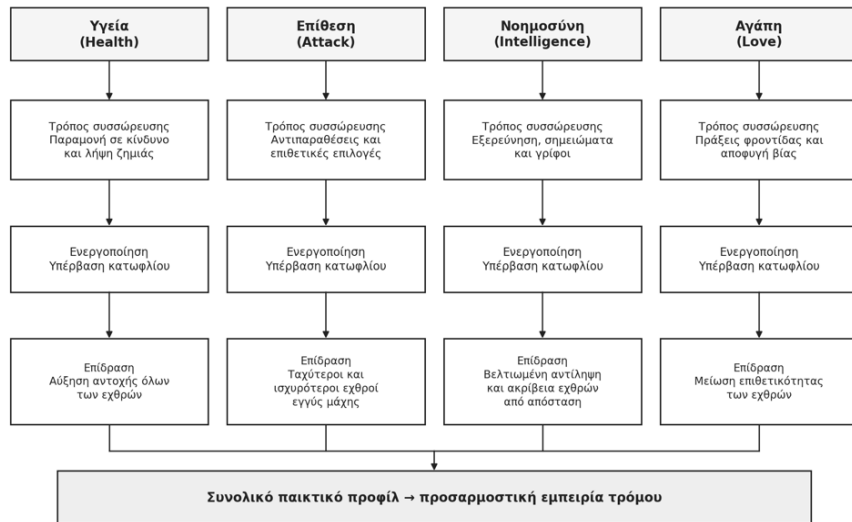 Υγεία
(Health)
Τρόπος συσσώρευσης
Παραμονή σε κίνδυνο
και λήψη ζημιάς
Ενεργοποίηση
Υπέρβαση κατωφλίου
Επίδραση
Αύξηση αντοχής όλων
των εχθρών
Επίθεση
(Attack)
Τρόπος συσσώρευσης
Αντιπαραθέσεις και
επιθετικές επιλογές
Ενεργοποίηση
Υπέρβαση κατωφλίου
Επίδραση
Ταχύτεροι και
ισχυρότεροι εχθροί
εγγύς μάχης
Νοημοσύνη
(Intelligence)
Τρόπος συσσώρευσης
Εξερεύνηση, σημειώματα
και γρίφοι
Ενεργοποίηση
Υπέρβαση κατωφλίου
Επίδραση
Βελτιωμένη αντίληψη
και ακρίβεια εχθρών
από απόσταση
Αγάπη
(Love)
Τρόπος συσσώρευσης
Πράξεις φροντίδας και
αποφυγή βίας
Ενεργοποίηση
Υπέρβαση κατωφλίου
Επίδραση
Μείωση επιθετικότητας
των εχθρών
Συνολικό παικτικό προφίλ → προσαρμοστική εμπειρία τρόμου